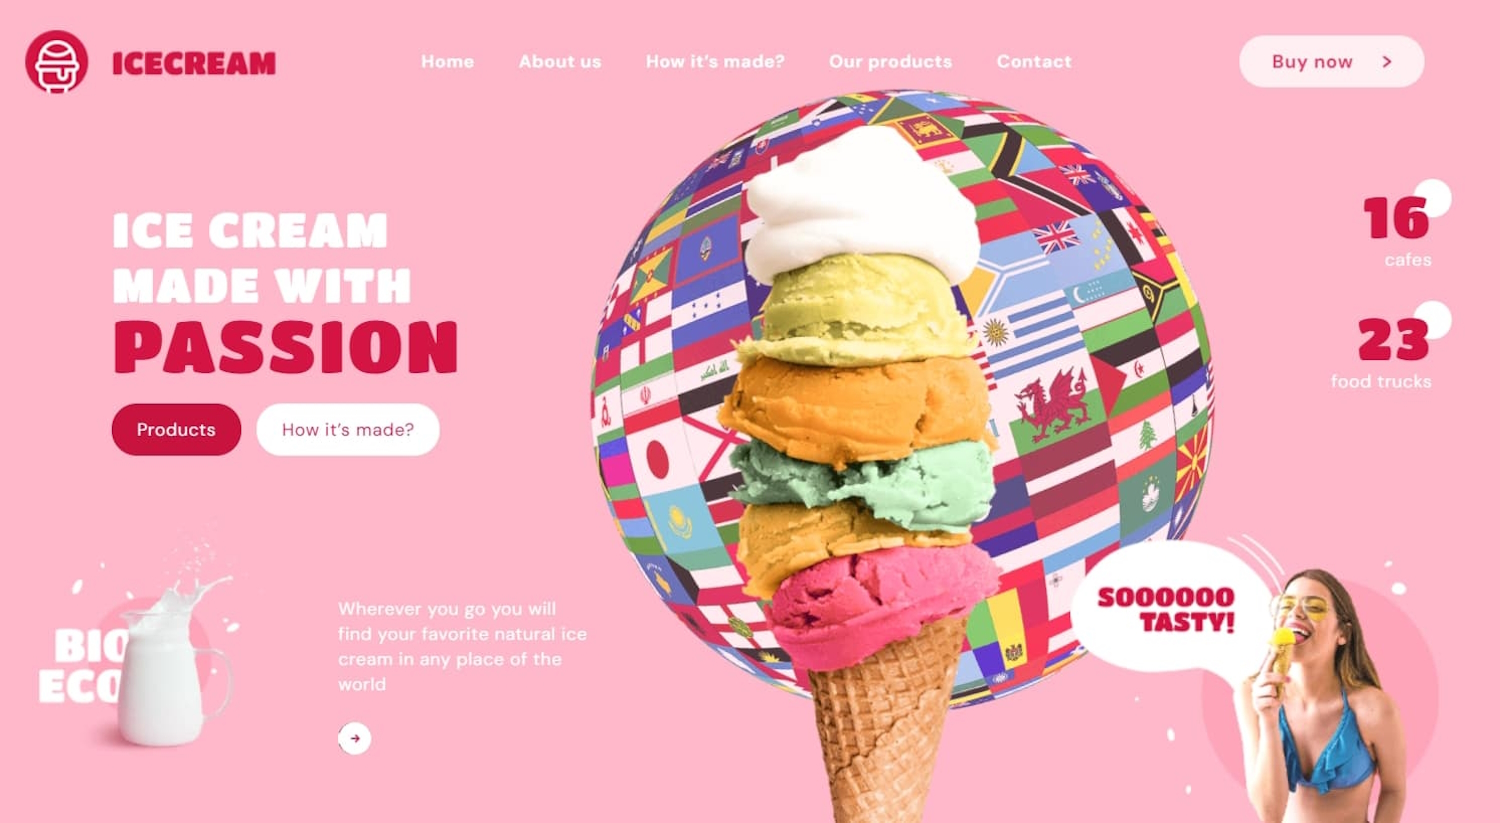 ICECREAM
Home
About us
How it's made?
Our products
Contact
Buy now
ICE CREAM
MADE WITH
PASSION
Products
How it's made?
16
cafes
23
food trucks
BIO
ECO
Wherever you go you will
find your favorite natural ice
cream in any place of the
world
SOOOOOO
TASTY!